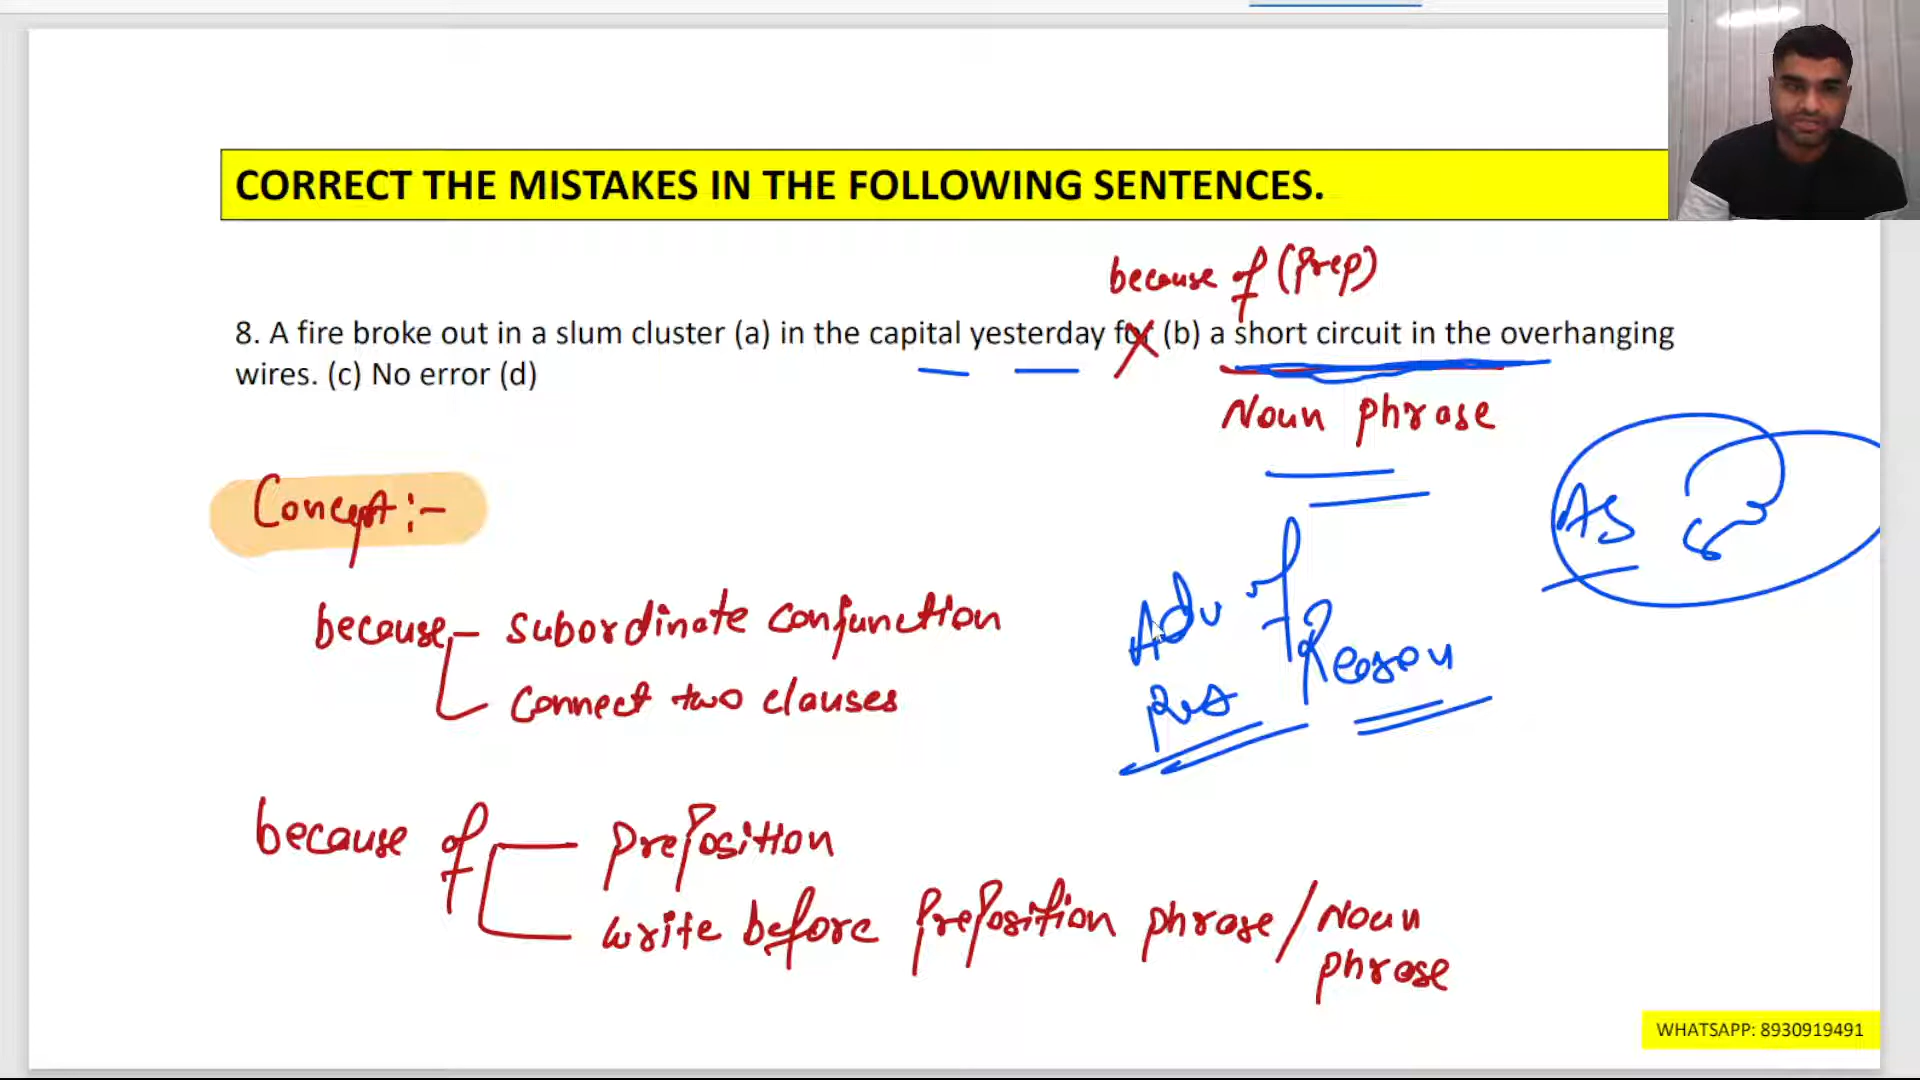 CORRECT THE MISTAKES IN THE FOLLOWING SENTENCES.
because of (Prep)
8. A fire broke out in a slum cluster (a) in the capital yesterday for (b) a short circuit in the overhanging
wires. (c) No error (d)
Noun phrase
Concept :-
AS
Adv of
Reason
because - subordinate conjunction
connect two clauses
because of
preposition
write before preposition phrase / Noun
phrase
WHATSAPP: 8930919491